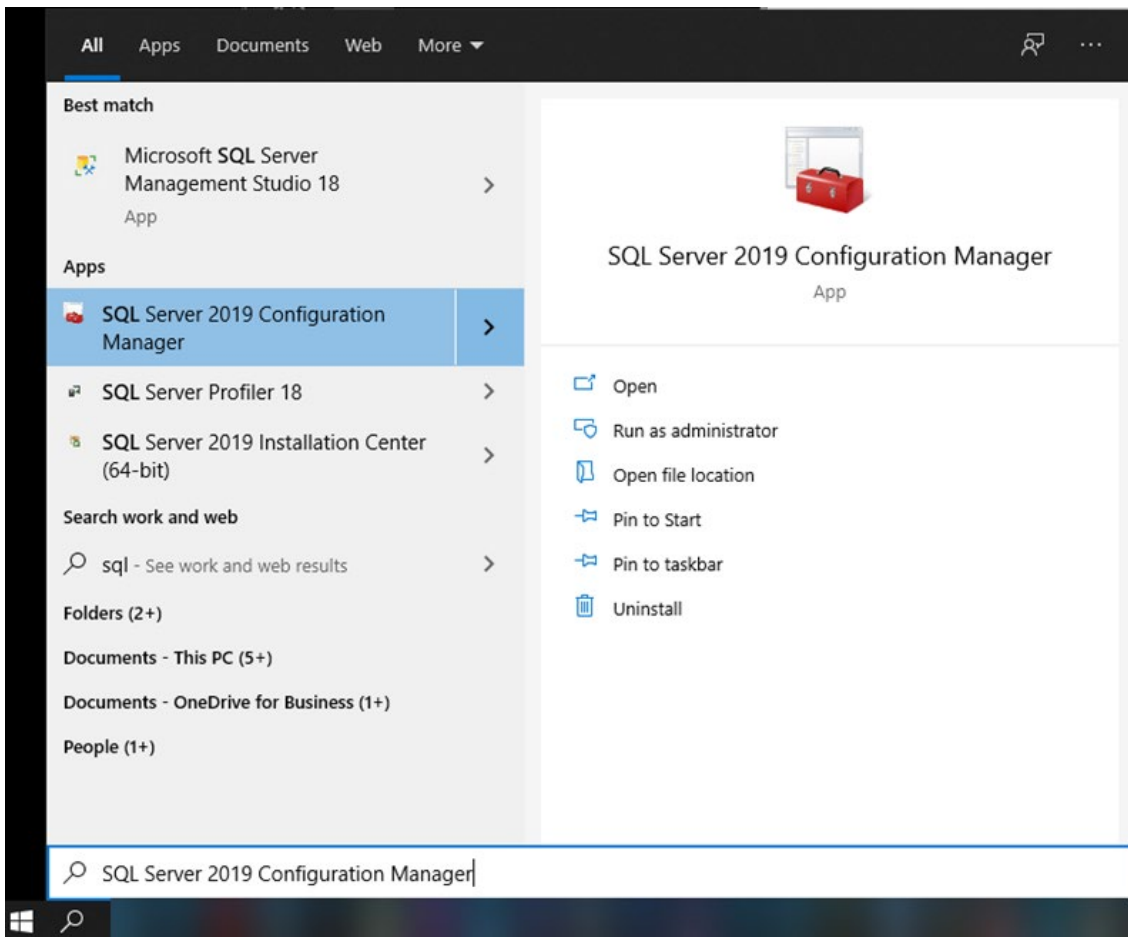 All Apps Documents Web More
Best match
Microsoft SQL Server
Management Studio 18
App
Apps
SQL Server 2019 Configuration
Manager
SQL Server Profiler 18
SQL Server 2019 Installation Center
(64-bit)
Search work and web
sql - See work and web results
Folders (2+)
Documents - This PC (5+)
Documents - OneDrive for Business (1+)
People (1+)
SQL Server 2019 Configuration Manager
App
Open
Run as administrator
Open file location
Pin to Start
Pin to taskbar
Uninstall
SQL Server 2019 Configuration Manager